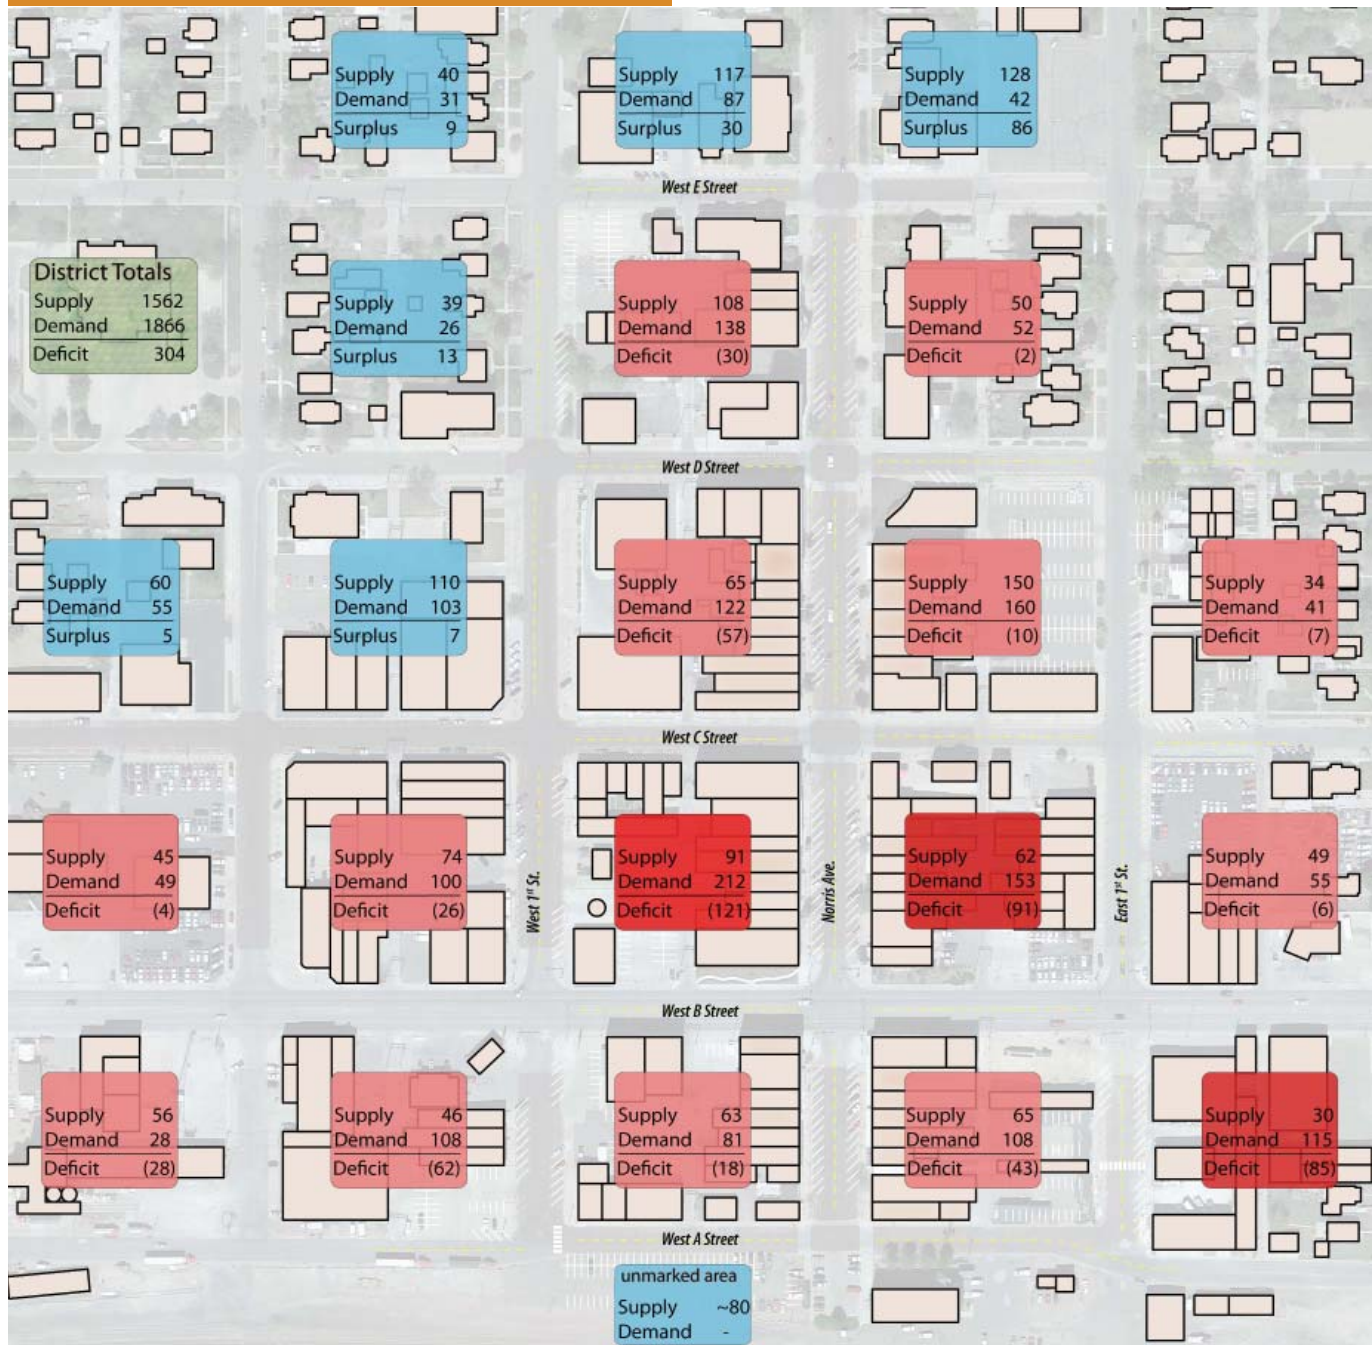 Supply 40
Demand 31
Surplus 9
Supply 117
Demand 87
Surplus 30
Supply 128
Demand 42
Surplus 86
West E Street
District Totals
Supply 1562
Demand 1866
Deficit 304
Supply 39
Demand 26
Surplus 13
Supply 108
Demand 138
Deficit (30)
Supply 50
Demand 52
Deficit (2)
West D Street
Supply 60
Demand 55
Surplus 5
Supply 110
Demand 103
Surplus 7
Supply 65
Demand 122
Deficit (57)
Supply 150
Demand 160
Deficit (10)
Supply 34
Demand 41
Deficit (7)
West C Street
Supply 45
Demand 49
Deficit (4)
Supply 74
Demand 100
Deficit (26)
West 1st St.
Supply 91
Demand 212
Deficit (121)
Norris Ave.
Supply 62
Demand 153
Deficit (91)
East 1st St.
Supply 49
Demand 55
Deficit (6)
West B Street
Supply 56
Demand 28
Deficit (28)
Supply 46
Demand 108
Deficit (62)
Supply 63
Demand 81
Deficit (18)
Supply 65
Demand 108
Deficit (43)
Supply 30
Demand 115
Deficit (85)
West A Street
unmarked area
Supply ~80
Demand -